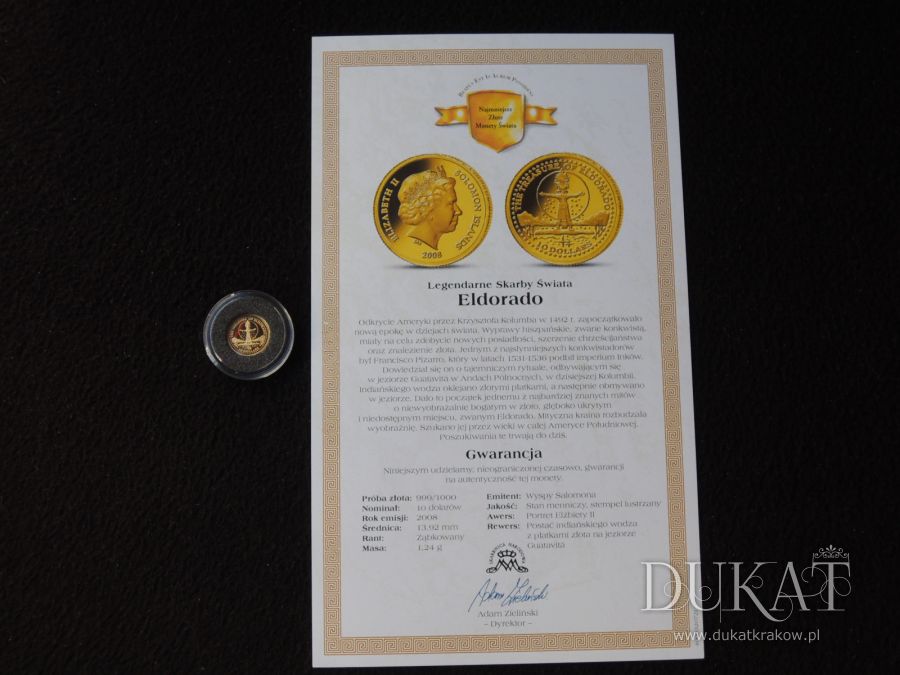 Najmniejsze
Złote
Monety Świata
ELIZABETH II
SOLOMON ISLANDS
2008
THE TREASURE OF ELDORADO
10 DOLLARS
Legendarne Skarby Świata
Eldorado
Odkrycie Ameryki przez Krzysztofa Kolumba w 1492 r. zapoczątkowało
nową epokę w dziejach świata. Wyprawy hiszpańskie, zwane konkwistą,
miały na celu zdobycie nowych posiadłości, szerzenie chrześcijaństwa
oraz znalezienie złota. Jednym z najsłynniejszych konkwistadorów
był Francisco Pizarro, który w latach 1531-1536 podbił imperium Inków.
Dowiedział się on o tajemniczym rytuale, odbywającym się
w jeziorze Guatavita w Andach Północnych, w dzisiejszej Kolumbii.
Indiańskiego wodza oklejano złotymi płatkami, a następnie obmywano
w jeziorze. Dało to początek jednemu z najbardziej znanych mitów
o niewyobrażalnie bogatym w złoto, głęboko ukrytym
i niedostępnym miejscu, zwanym Eldorado. Mityczna kraina rozbudzała
wyobraźnię. Szukano jej przez wieki w całej Ameryce Południowej.
Poszukiwania te trwają do dziś.
Gwarancja
Niniejszym udzielamy, nieograniczonej czasowo, gwarancji
na autentyczność tej monety.
Próba złota: 999/1000
Nominał: 10 dolarów
Rok emisji: 2008
Średnica: 13,92 mm
Rant: Ząbkowany
Masa: 1,24 g
Emitent: Wyspy Salomona
Jakość: Stan menniczy, stempel lustrzany
Awers: Portret Elżbiety II
Rewers: Postać indiańskiego wodza
z płatkami złota na jeziorze
Guatavita
SKARBNICA NARODOWA
Adam Zieliński
Adam Zieliński
– Dyrektor –
DUKAT
www.dukatkrakow.pl